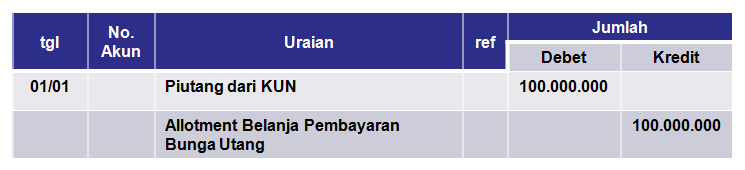 tgl No. Akun Uraian ref Jumlah
Debet Kredit
01/01 Piutang dari KUN 100.000.000
Allotment Belanja Pembayaran 100.000.000
Bunga Utang